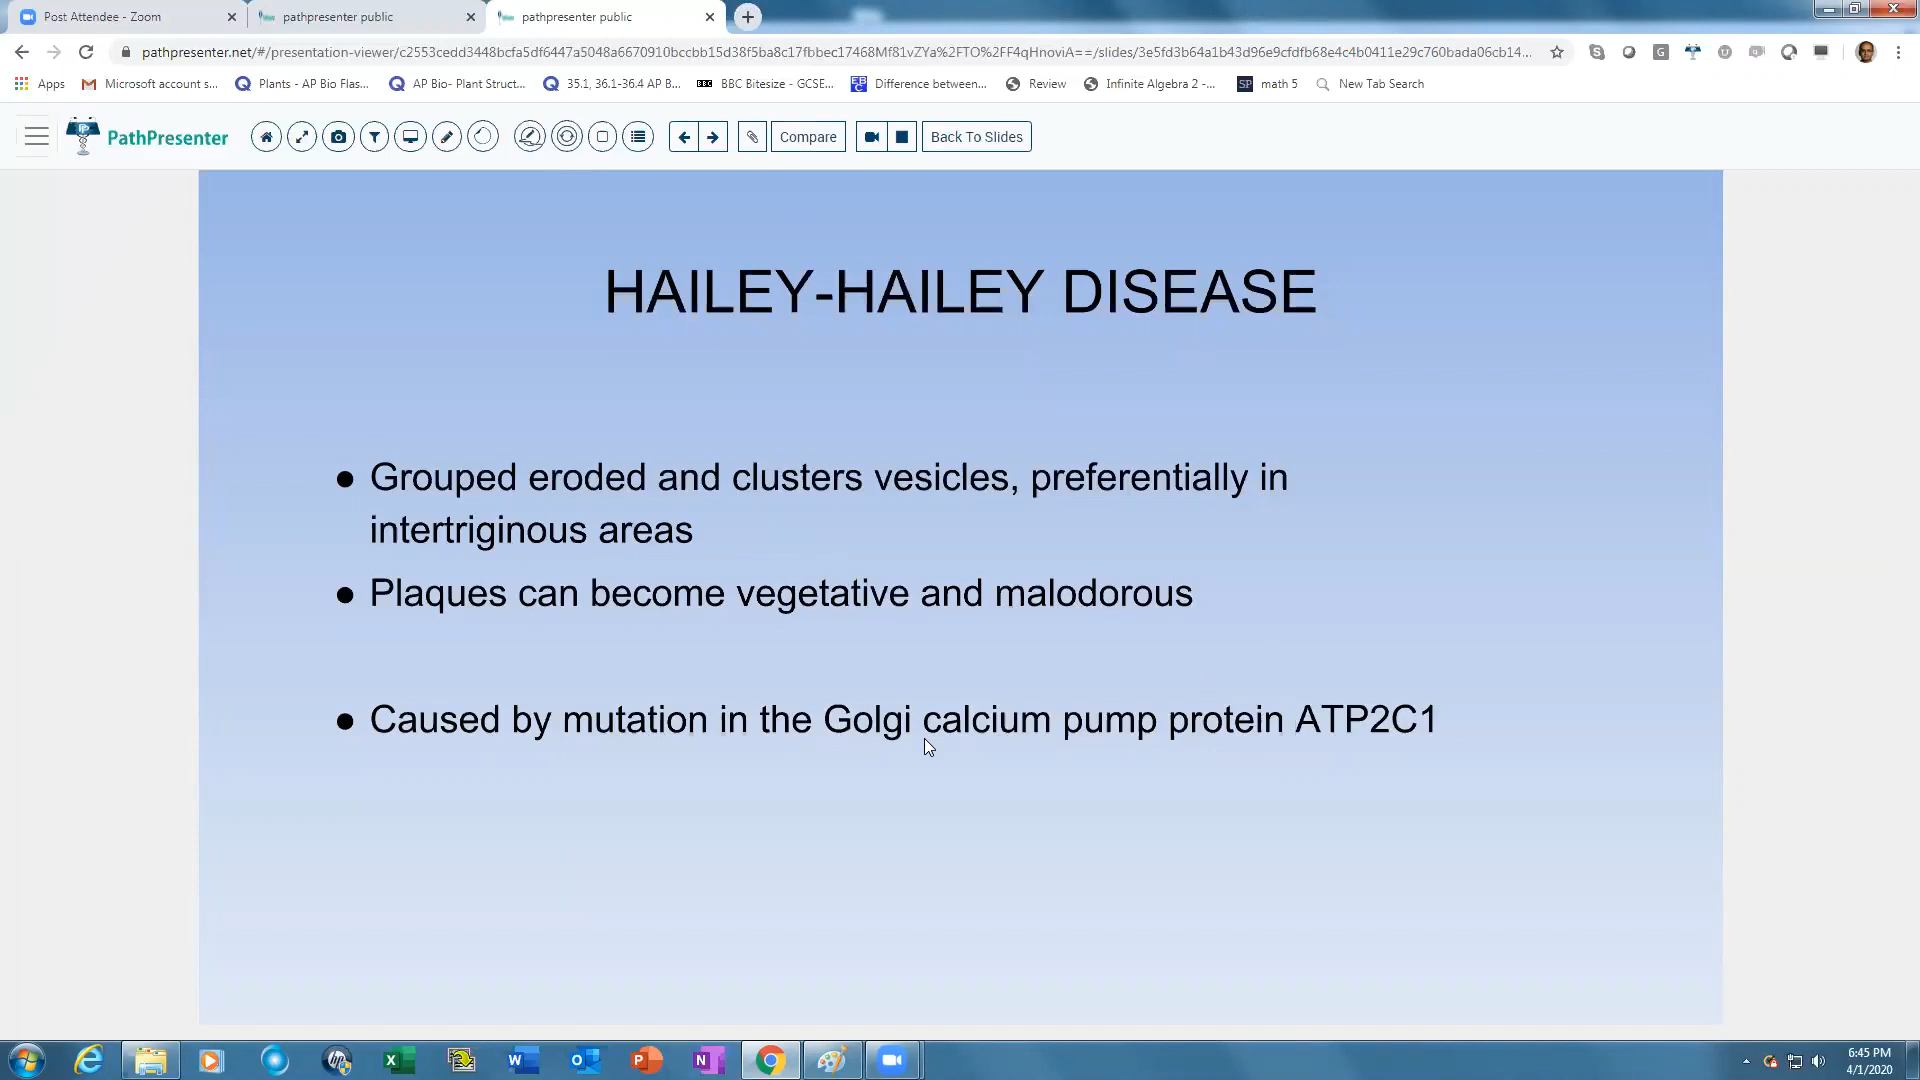 Post Attendee - Zoom
pathpresenter public
pathpresenter public
pathpresenter.net/#/presentation-viewer/c2553cedd3448bcfa5df6447a5048a6670910bccbb15d38f5ba8c17fbbec17468Mf81vZYa%2FTO%2FF4qHnoviA==/slides/3e5fd3b64a1b43d96e9cfdfb68e4c4b0411e29c760bada06cb14...
Apps
Microsoft account s...
Plants - AP Bio Flas...
AP Bio- Plant Struct...
35.1, 36.1-36.4 AP B...
BBC
BBC Bitesize - GCSE...
Difference between...
Review
Infinite Algebra 2 -...
SP
math 5
New Tab Search
PathPresenter
Compare
Back To Slides
HAILEY-HAILEY DISEASE
● Grouped eroded and clusters vesicles, preferentially in
intertriginous areas
● Plaques can become vegetative and malodorous
● Caused by mutation in the Golgi calcium pump protein ATP2C1
6:45 PM
4/1/2020